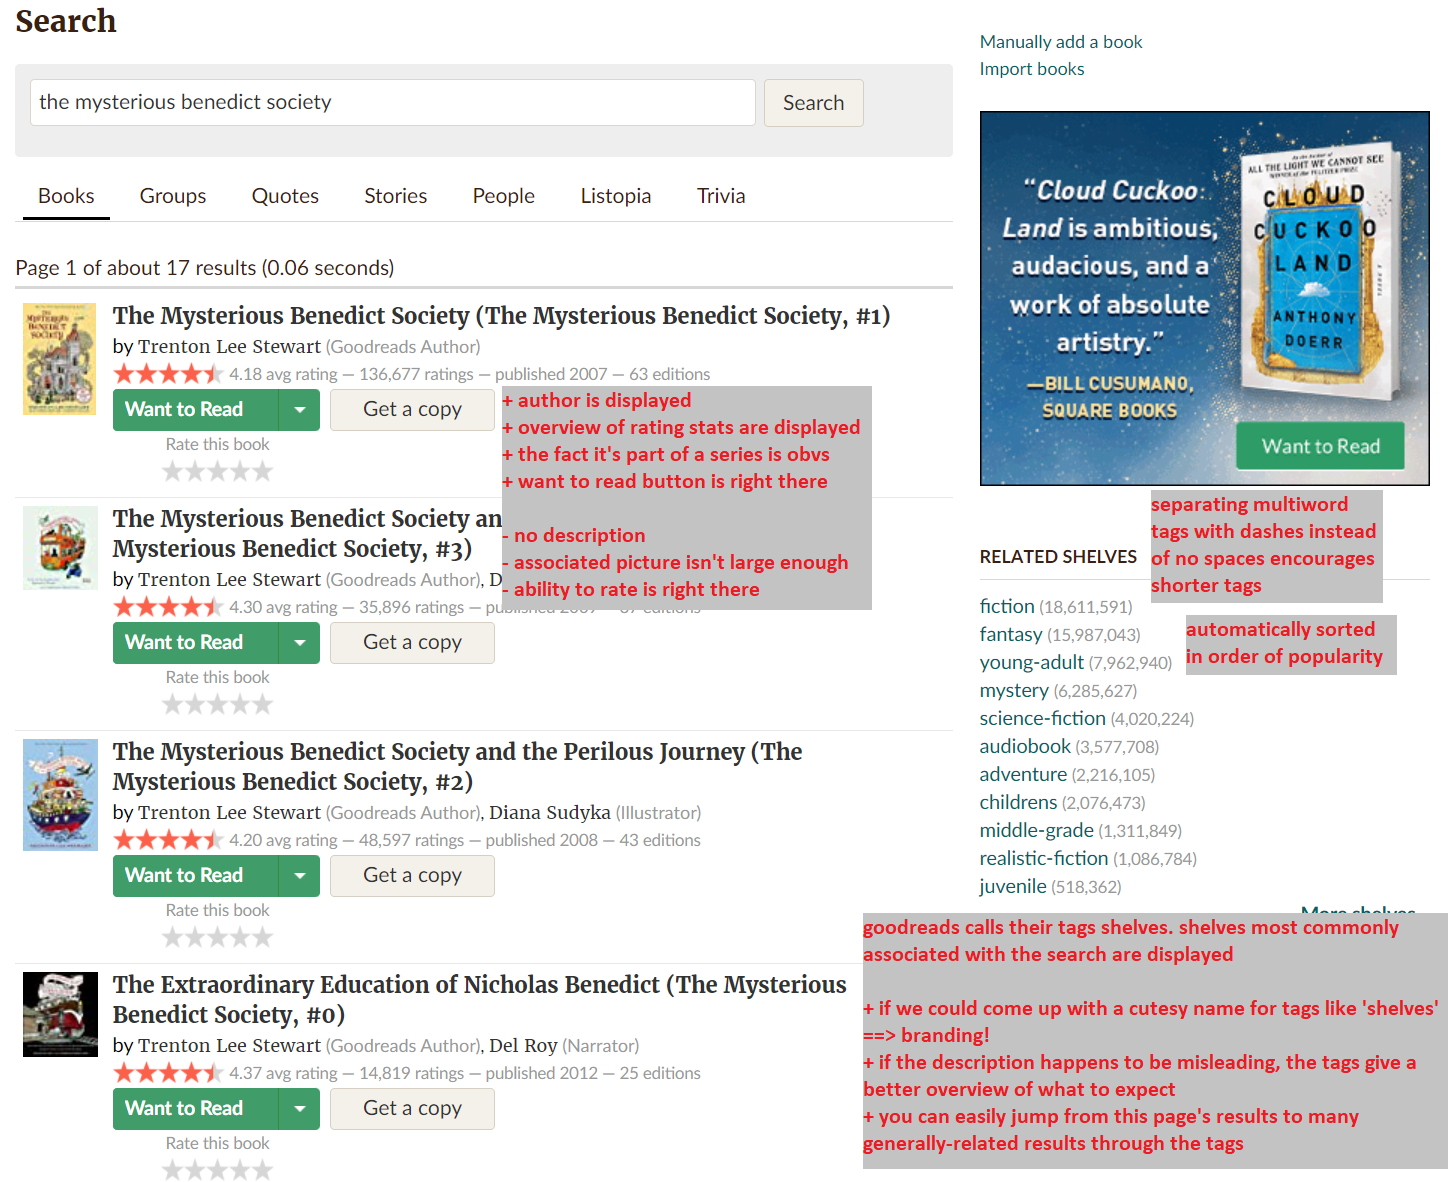 Search
the mysterious benedict society
Search
Books Groups Quotes Stories People Listopia Trivia
Page 1 of about 17 results (0.06 seconds)
The Mysterious Benedict Society (The Mysterious Benedict Society, #1)
by Trenton Lee Stewart (Goodreads Author)
4.18 avg rating — 136,677 ratings — published 2007 — 63 editions
Want to Read
Get a copy
Rate this book
+ author is displayed
+ overview of rating stats are displayed
+ the fact it's part of a series is obvs
+ want to read button is right there
- no description
- associated picture isn't large enough
- ability to rate is right there
The Mysterious Benedict Society an
Mysterious Benedict Society, #3)
by Trenton Lee Stewart (Goodreads Author), D
4.30 avg rating — 35,896 ratings — published 2009 — 37 editions
Want to Read
Get a copy
Rate this book
The Mysterious Benedict Society and the Perilous Journey (The
Mysterious Benedict Society, #2)
by Trenton Lee Stewart (Goodreads Author), Diana Sudyka (Illustrator)
4.20 avg rating — 48,597 ratings — published 2008 — 43 editions
Want to Read
Get a copy
Rate this book
The Extraordinary Education of Nicholas Benedict (The Mysterious
Benedict Society, #0)
by Trenton Lee Stewart (Goodreads Author), Del Roy (Narrator)
4.37 avg rating — 14,819 ratings — published 2012 — 25 editions
Want to Read
Get a copy
Rate this book
Manually add a book
Import books
"Cloud Cuckoo
Land is ambitious,
audacious, and a
work of absolute
artistry."
—BILL CUSUMANO,
SQUARE BOOKS
ALL THE LIGHT WE CANNOT SEE
CLOUD
CUCKOO
LAND
ANTHONY
DOERR
Want to Read
separating multiword
tags with dashes instead
of no spaces encourages
shorter tags
RELATED SHELVES
automatically sorted
in order of popularity
fiction (18,611,591)
fantasy (15,987,043)
young-adult (7,962,940)
mystery (6,285,627)
science-fiction (4,020,224)
audiobook (3,577,708)
adventure (2,216,105)
childrens (2,076,473)
middle-grade (1,311,849)
realistic-fiction (1,086,784)
juvenile (518,362)
More shelves
goodreads calls their tags shelves. shelves most commonly
associated with the search are displayed
+ if we could come up with a cutesy name for tags like 'shelves'
==> branding!
+ if the description happens to be misleading, the tags give a
better overview of what to expect
+ you can easily jump from this page's results to many
generally-related results through the tags